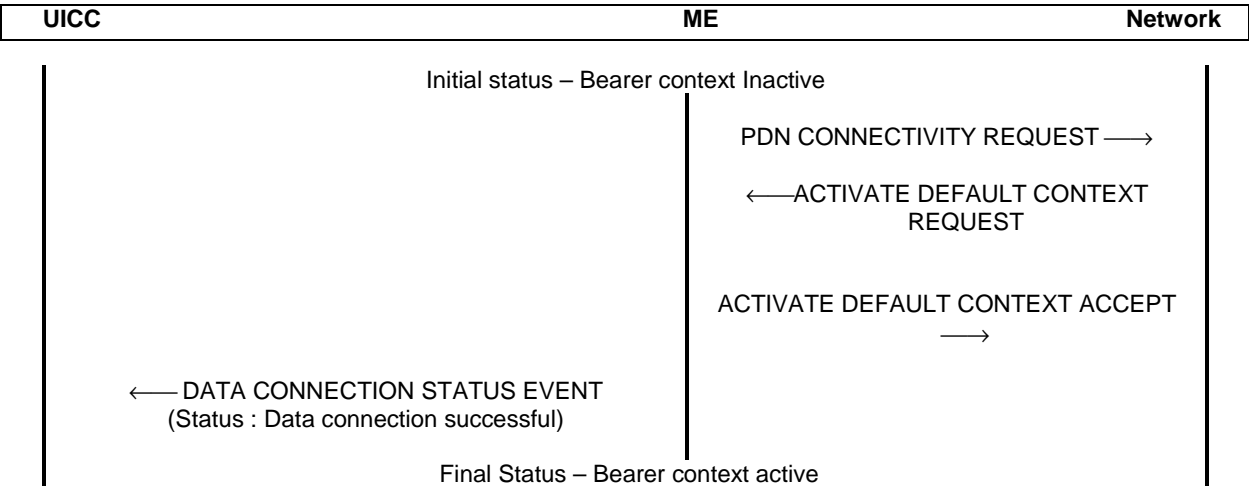 UICC ME Network
Initial status – Bearer context Inactive
PDN CONNECTIVITY REQUEST ⟶
⟵ACTIVATE DEFAULT CONTEXT
REQUEST
ACTIVATE DEFAULT CONTEXT ACCEPT
⟶
⟵ DATA CONNECTION STATUS EVENT
(Status : Data connection successful)
Final Status – Bearer context active